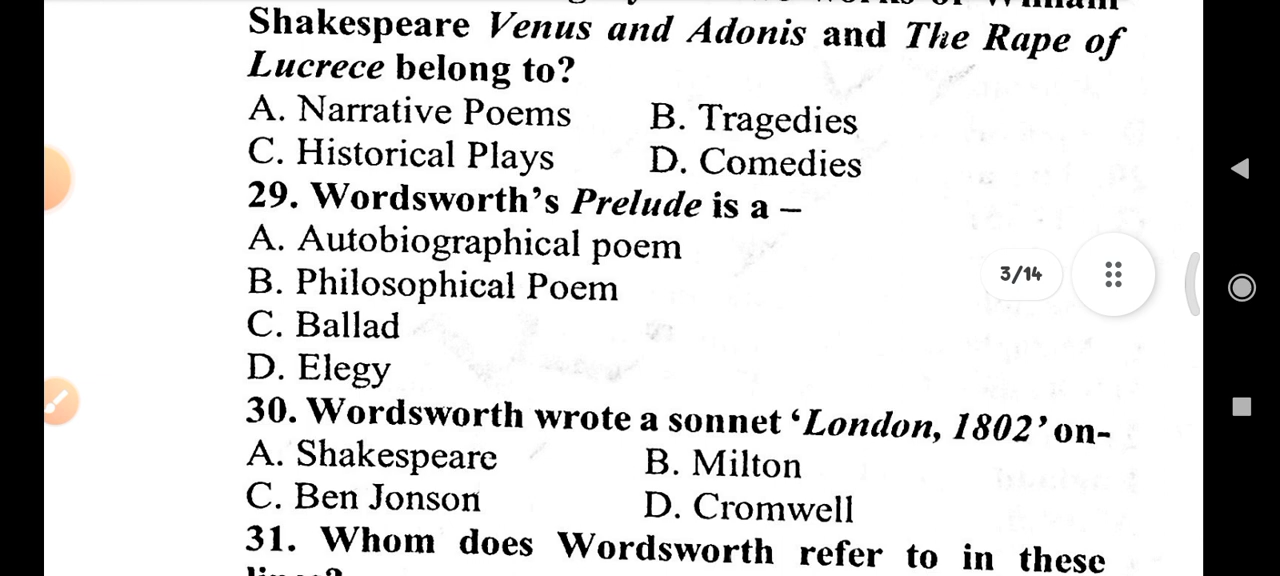 Shakespeare Venus and Adonis and The Rape of
Lucrece belong to?
A. Narrative Poems B. Tragedies
C. Historical Plays D. Comedies
29. Wordsworth's Prelude is a –
A. Autobiographical poem
B. Philosophical Poem
C. Ballad
D. Elegy
3/14
30. Wordsworth wrote a sonnet ‘London, 1802’ on-
A. Shakespeare B. Milton
C. Ben Jonson D. Cromwell
31. Whom does Wordsworth refer to in these